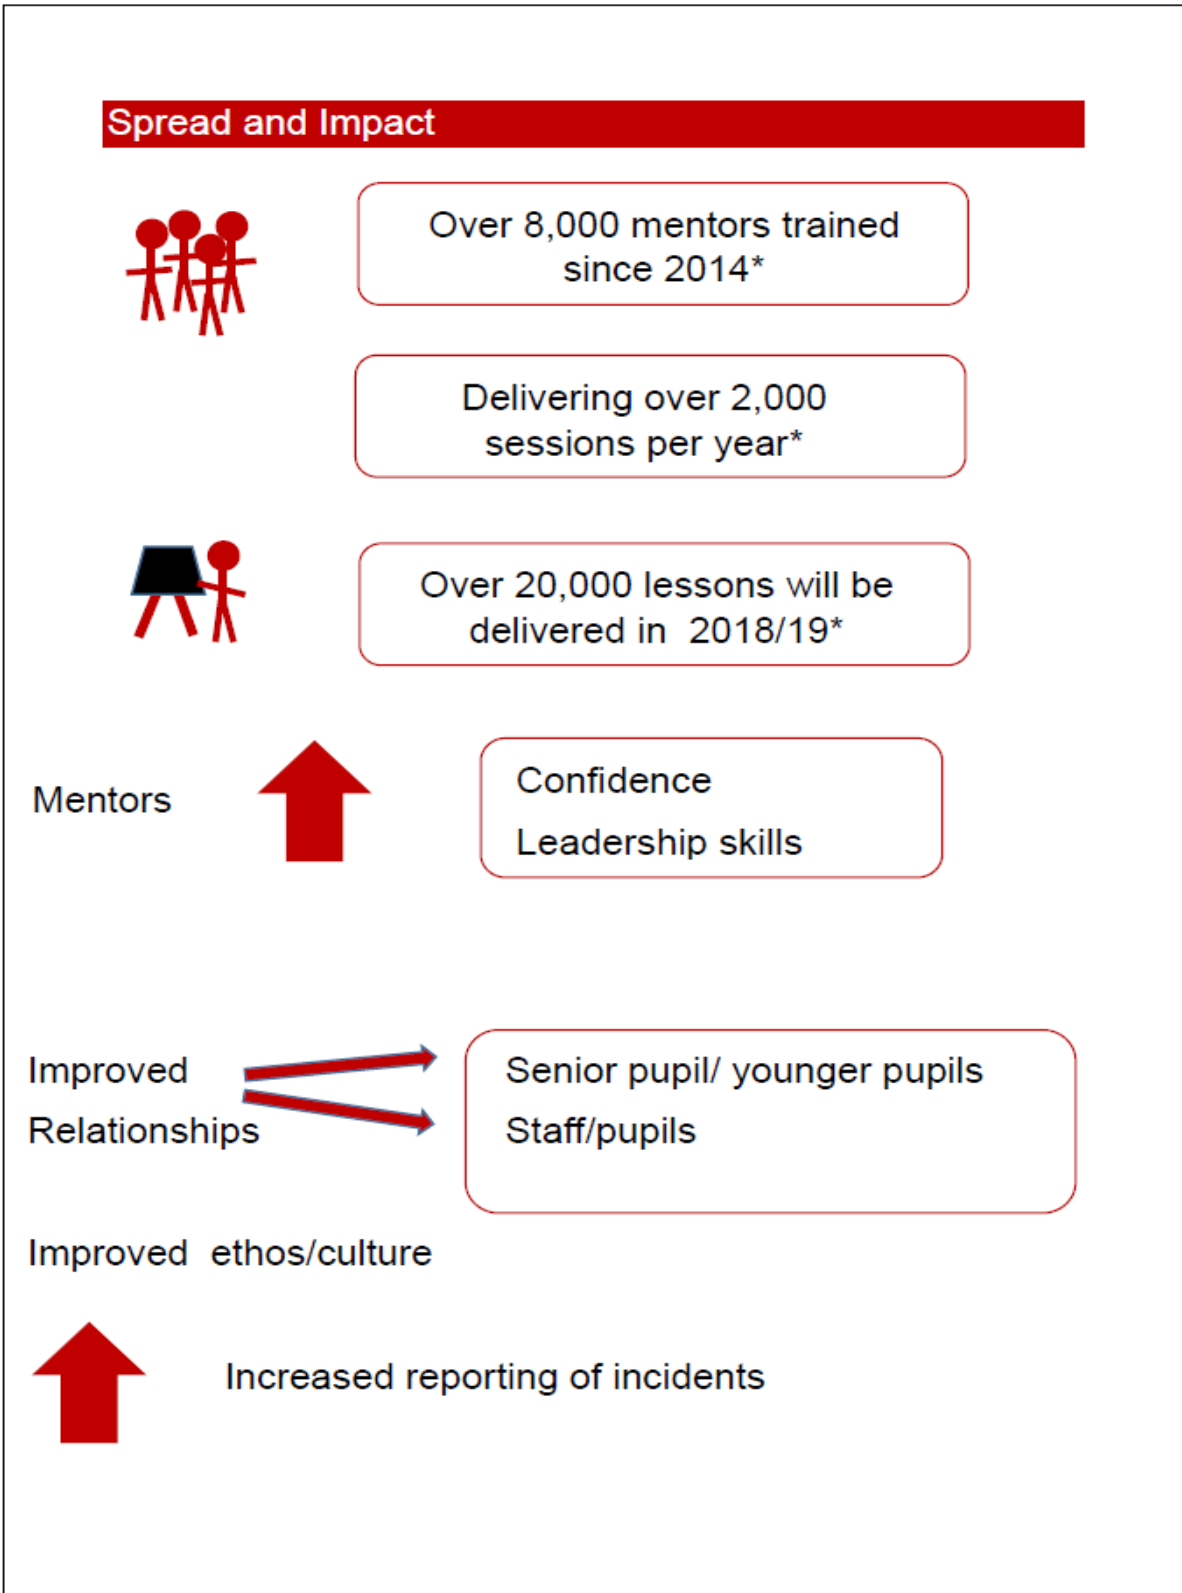 Spread and Impact
Over 8,000 mentors trained
since 2014*
Delivering over 2,000
sessions per year*
Over 20,000 lessons will be
delivered in  2018/19*
Mentors
Confidence
Leadership skills
Improved
Relationships
Senior pupil/ younger pupils
Staff/pupils
Improved  ethos/culture
Increased reporting of incidents